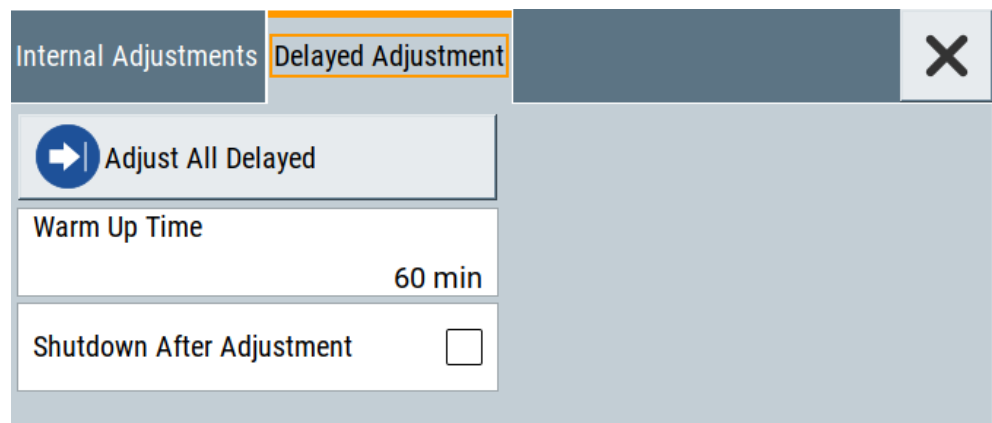 Internal Adjustments
Delayed Adjustment
Adjust All Delayed
Warm Up Time
60 min
Shutdown After Adjustment